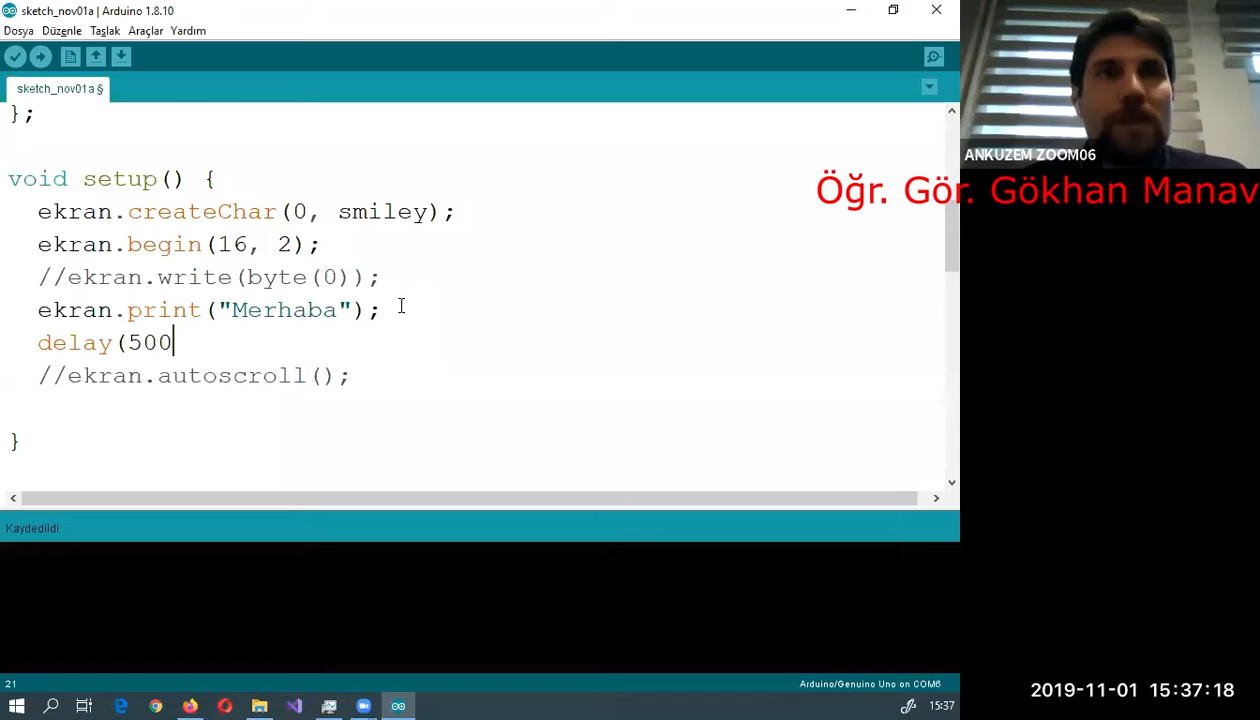 sketch_nov01a | Arduino 1.8.10
Dosya Düzenle Taslak Araçlar Yardım
sketch_nov01a §
};
void setup() {
ekran.createChar(0, smiley);
ekran.begin(16, 2);
//ekran.write(byte(0));
ekran.print("Merhaba");
delay(500
//ekran.autoscroll();
}
Kaydedildi.
21
Arduino/Genuino Uno on COM6
15:37
ANKUZEM ZOOM06
Öğr. Gör. Gökhan Manav
2019-11-01 15:37:18